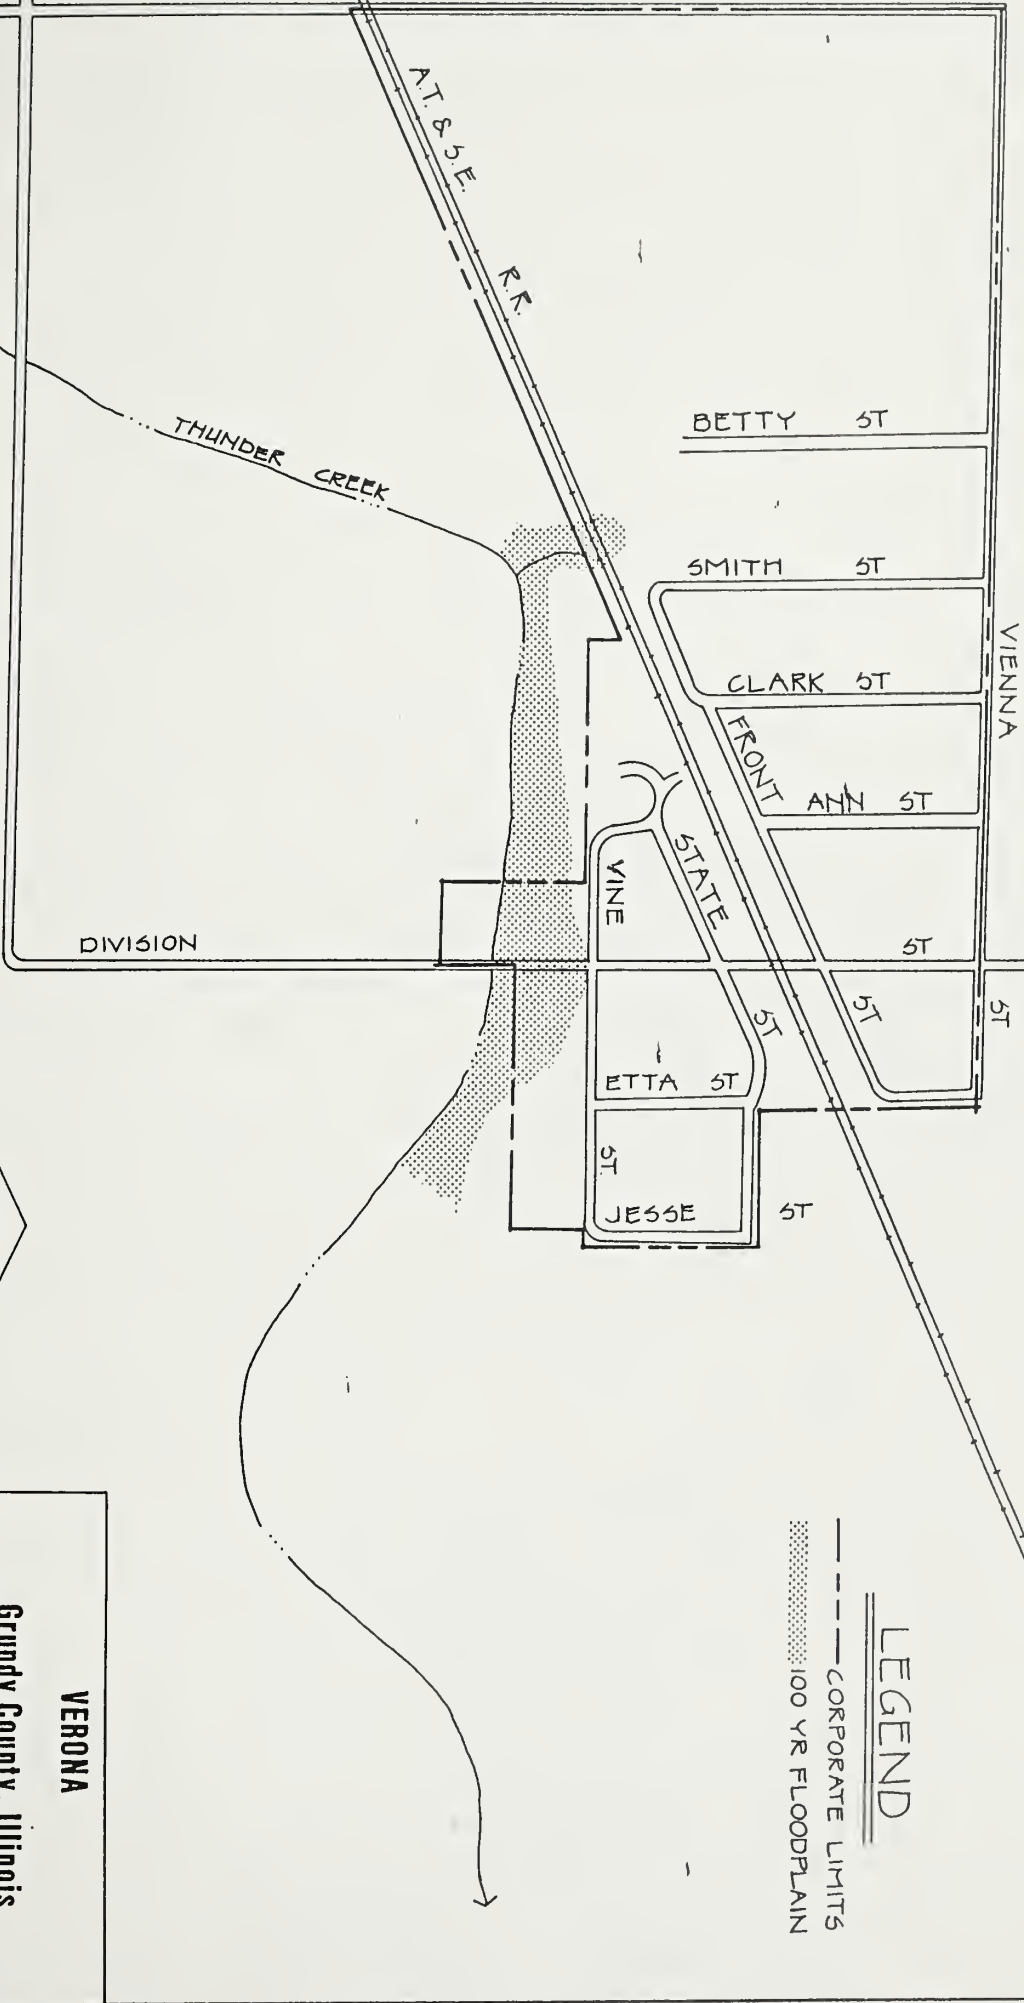 A.T. & S.E. R.R.
BETTY ST
THUNDER CREEK
SMITH ST
VIENNA ST
CLARK ST
FRONT ST
ANN ST
STATE ST
VINE ST.
DIVISION ST
ETTA ST
JESSE ST
LEGEND
CORPORATE LIMITS
100 YR FLOODPLAIN
VERONA
Grundy County, Illinois